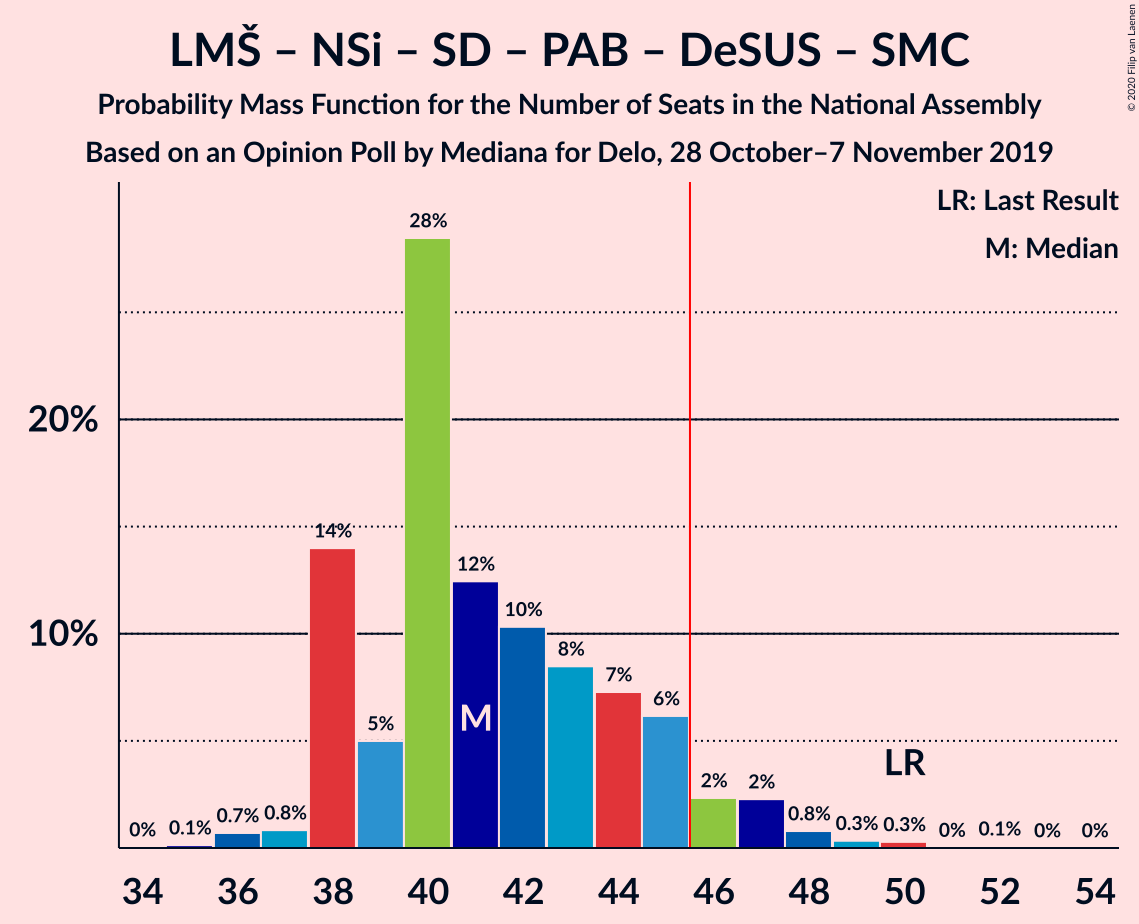 LMŠ – NSi – SD – PAB – DeSUS – SMC
Probability Mass Function for the Number of Seats in the National Assembly
Based on an Opinion Poll by Mediana for Delo, 28 October–7 November 2019
© 2020 Filip van Laenen
LR: Last Result
M: Median
20%
10%
0%
0.1%
0.7%
0.8%
14%
5%
28%
12%
10%
8%
7%
6%
2%
2%
0.8%
0.3%
0.3%
0%
0.1%
0%
0%
M
LR
34 36 38 40 42 44 46 48 50 52 54